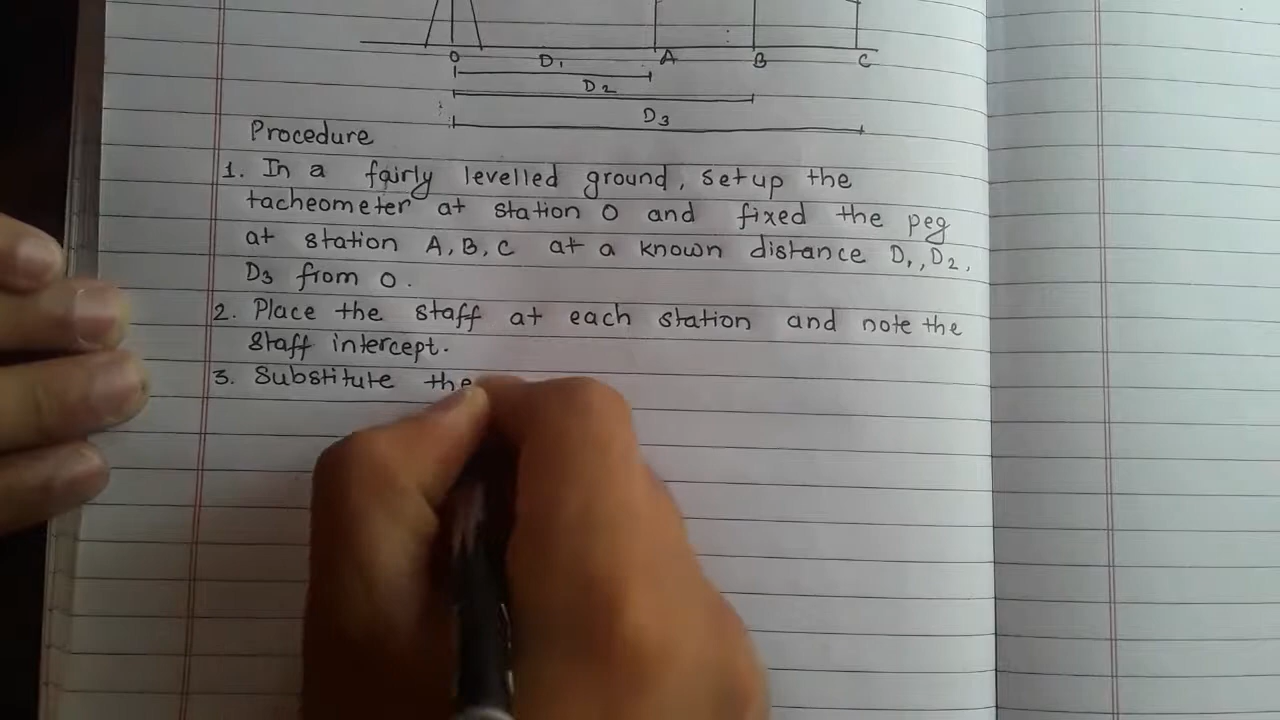 O D1 A B C
D2
D3
Procedure
1. In a fairly levelled ground, setup the
tacheometer at station O and fixed the peg
at station A, B, C at a known distance D1, D2,
D3 from O.
2. Place the staff at each station and note the
staff intercept.
3. Substitute the